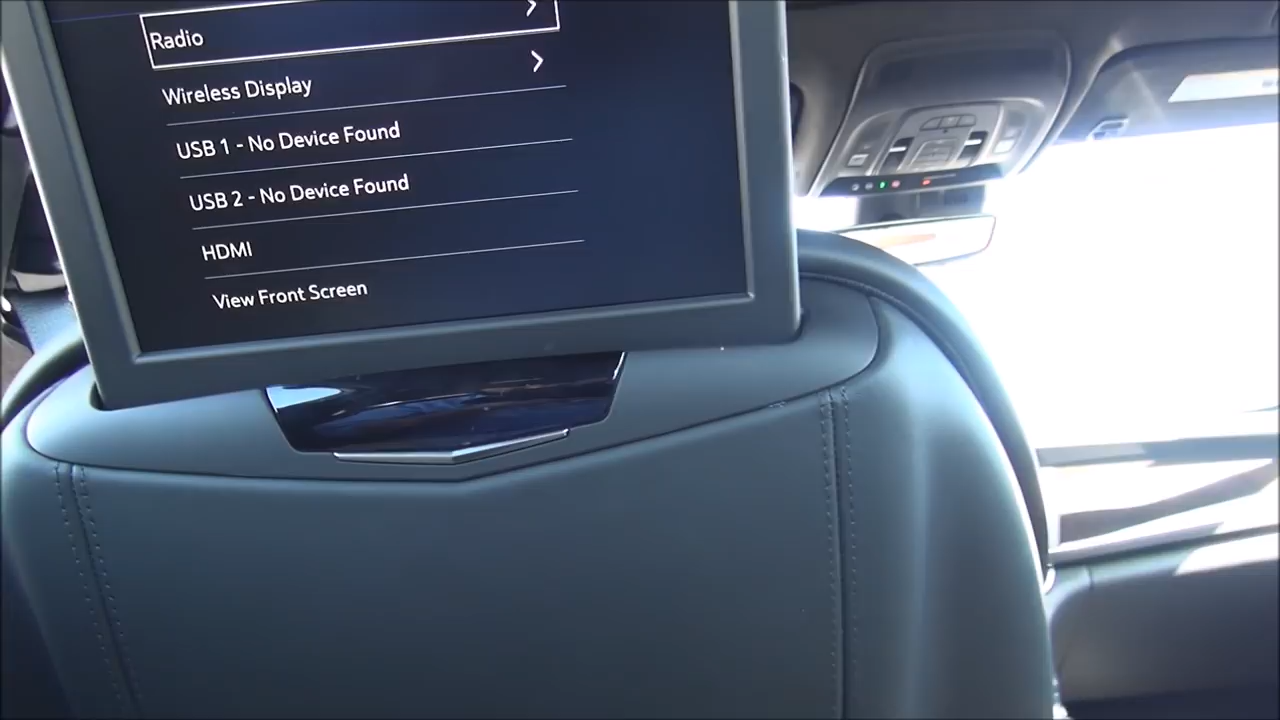 Radio
Wireless Display
USB 1 - No Device Found
USB 2 - No Device Found
HDMI
View Front Screen